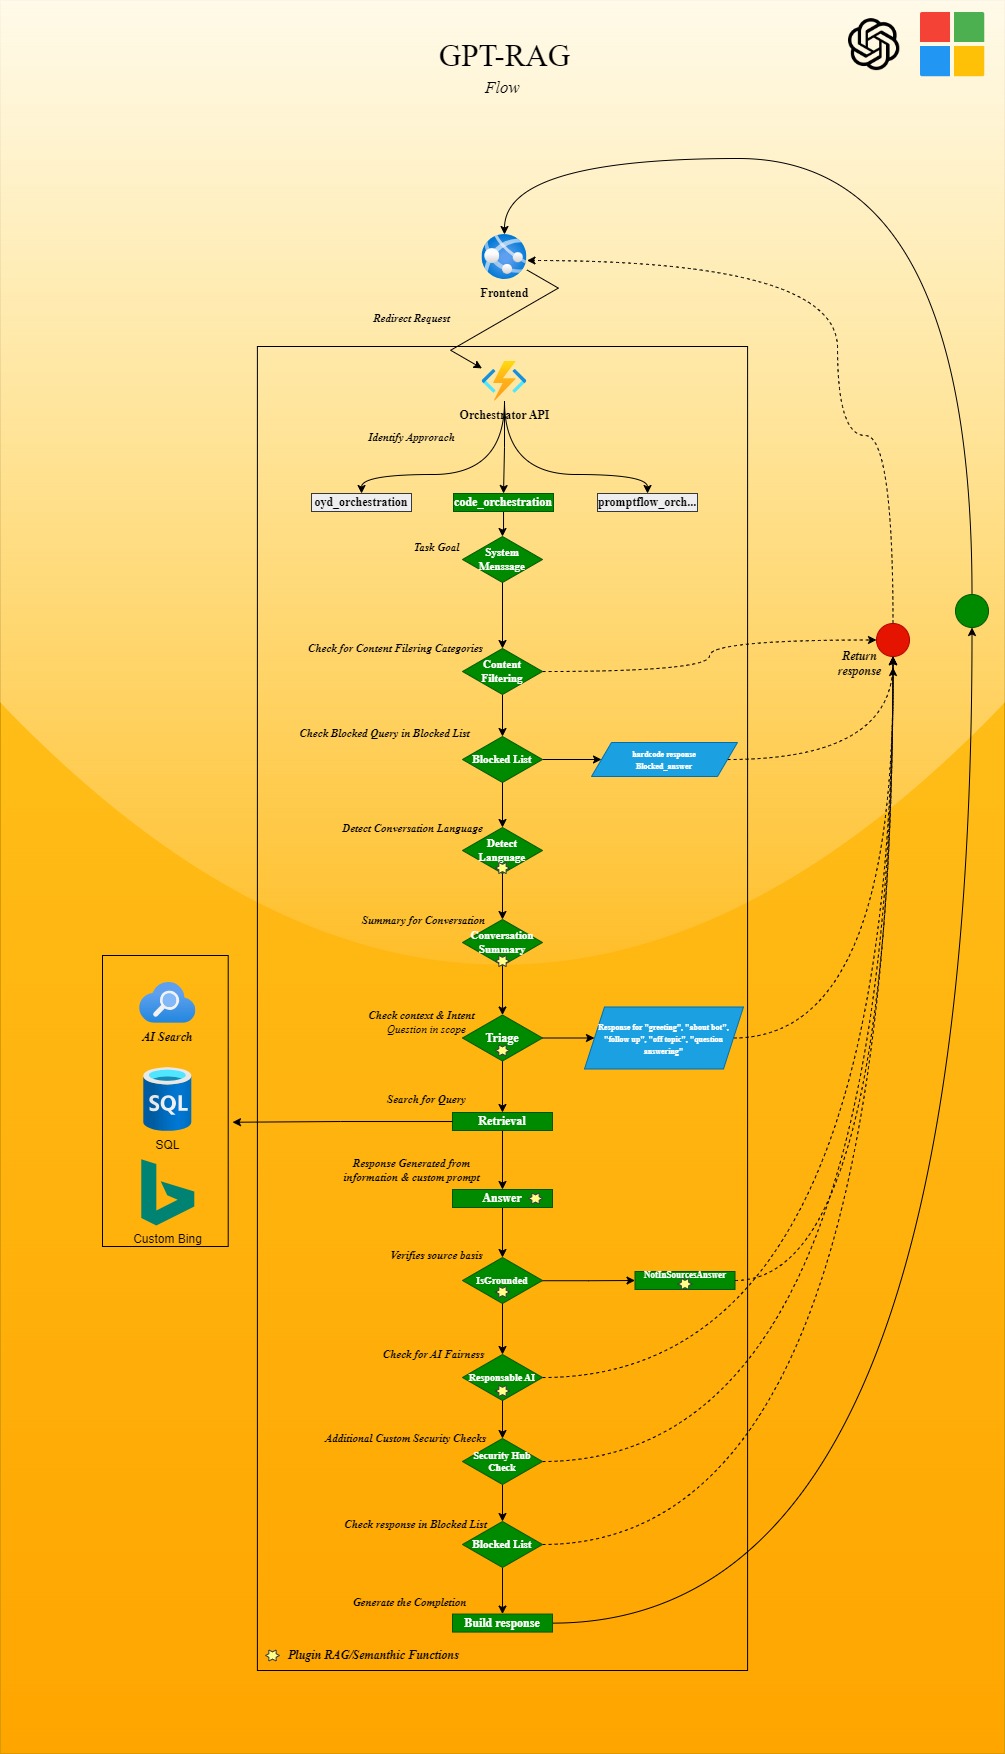 GPT-RAG
Flow
Frontend
Redirect Request
Orchestrator API
Identify Approrach
oyd_orchestration
code_orchestration
promptflow_orch...
Task Goal
System
Menssage
Check for Content Filering Categories
Content
Filtering
Return
response
Check Blocked Query in Blocked List
Blocked List
hardcode response
Blocked_answer
Detect Conversation Language
Detect
Language
Summary for Conversation
Conversation
Summary
AI Search
Check context & Intent
Question in scope
Triage
Response for "greeting", "about bot",
"follow up", "off topic", "question
answering"
SQL
SQL
Search for Query
Retrieval
Response Generated from
information & custom prompt
Answer
Custom Bing
Verifies source basis
IsGrounded
NotInSourcesAnswer
Check for AI Fairness
Responsable AI
Additional Custom Security Checks
Security Hub
Check
Check response in Blocked List
Blocked List
Generate the Completion
Build response
Plugin RAG/Semanthic Functions